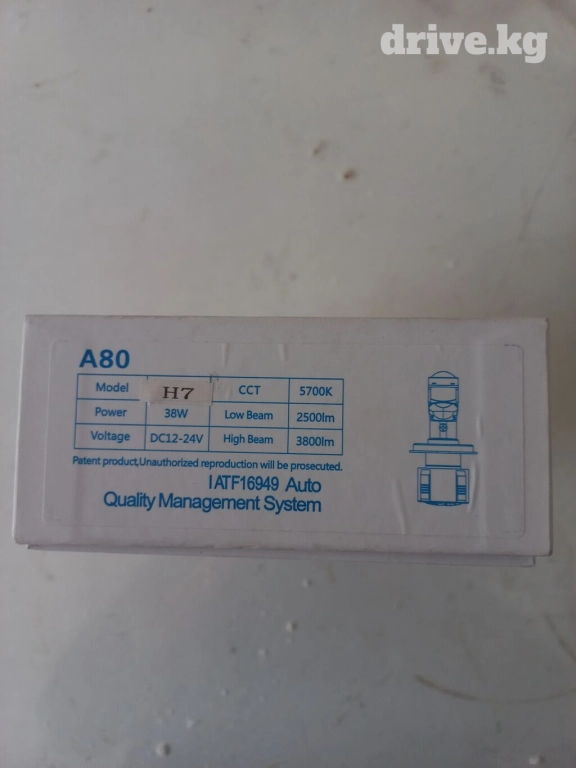 drive.kg
A80
Model H7 CCT 5700K
Power 38W Low Beam 2500lm
Voltage DC12-24V High Beam 3800lm
Patent product,Unauthorized reproduction will be prosecuted.
IATF16949 Auto
Quality Management System